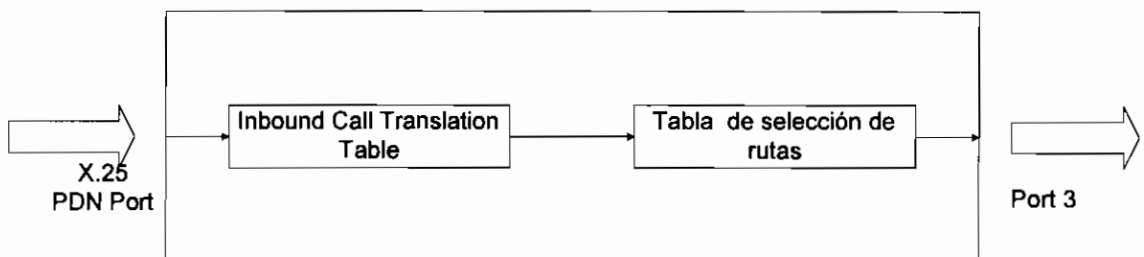 Inbound Call Translation
Table
Tabla de selección de
rutas
X.25
PDN Port
Port 3